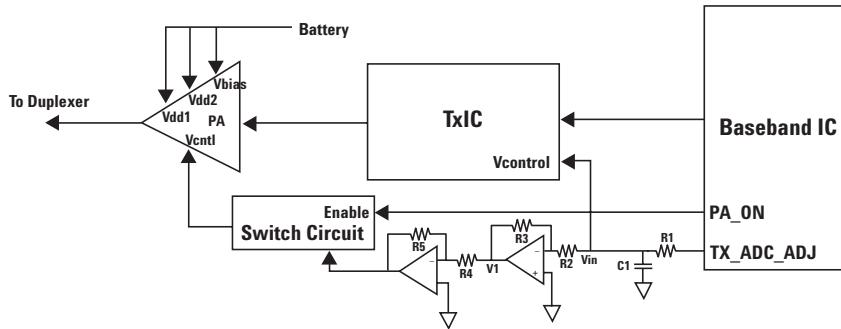 Battery
Vbias
To Duplexer
Vdd2
Vdd1
PA
TxIC
Baseband IC
Vcntl
Vcontrol
Enable
PA_ON
Switch Circuit
R5
R3
R1
TX_ADC_ADJ
R4
V1
R2
Vin
C1
−
−
+